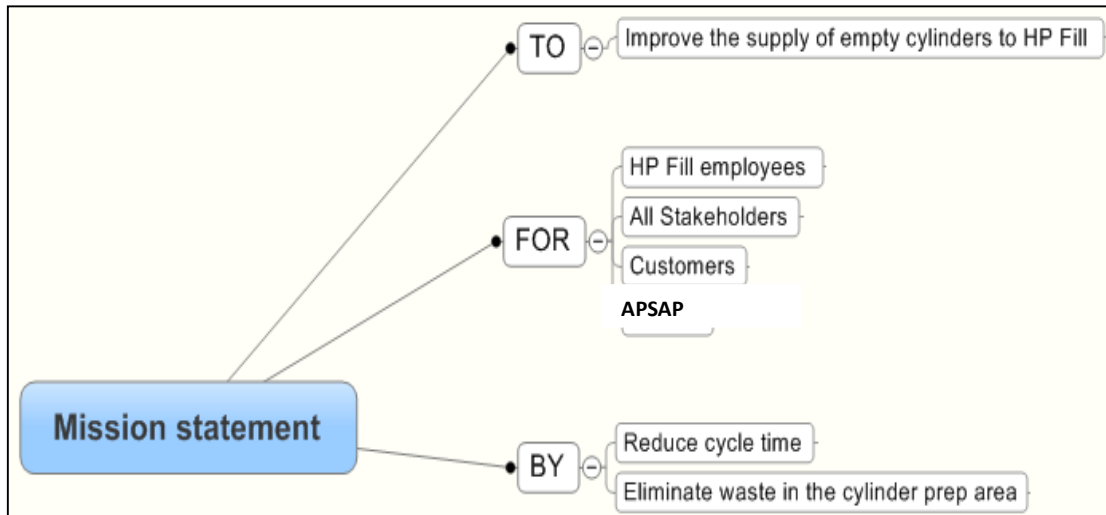 TO
Improve the supply of empty cylinders to HP Fill
FOR
HP Fill employees
All Stakeholders
Customers
APSAP
Mission statement
BY
Reduce cycle time
Eliminate waste in the cylinder prep area